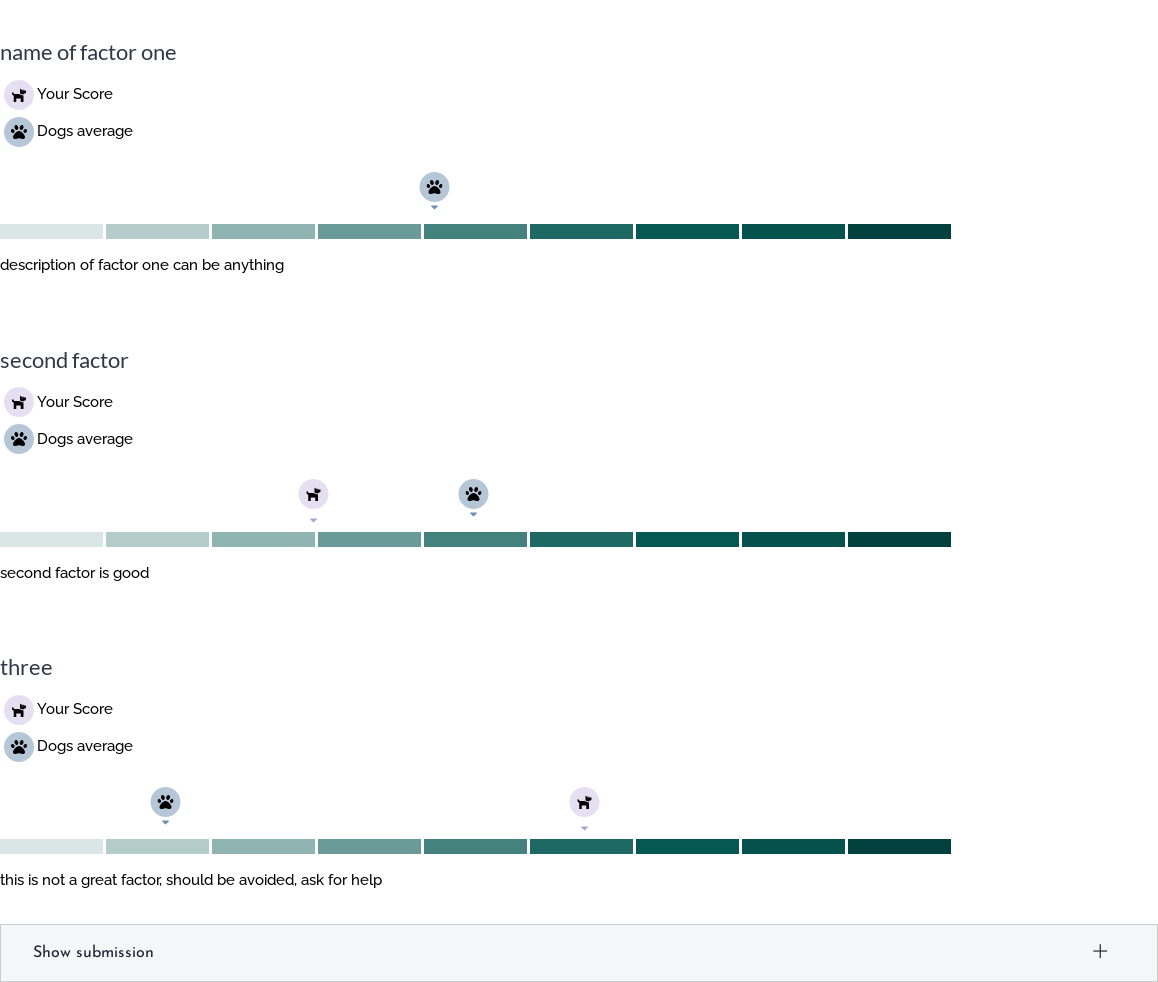 name of factor one
Your Score
Dogs average
description of factor one can be anything
second factor
Your Score
Dogs average
second factor is good
three
Your Score
Dogs average
this is not a great factor, should be avoided, ask for help
Show submission